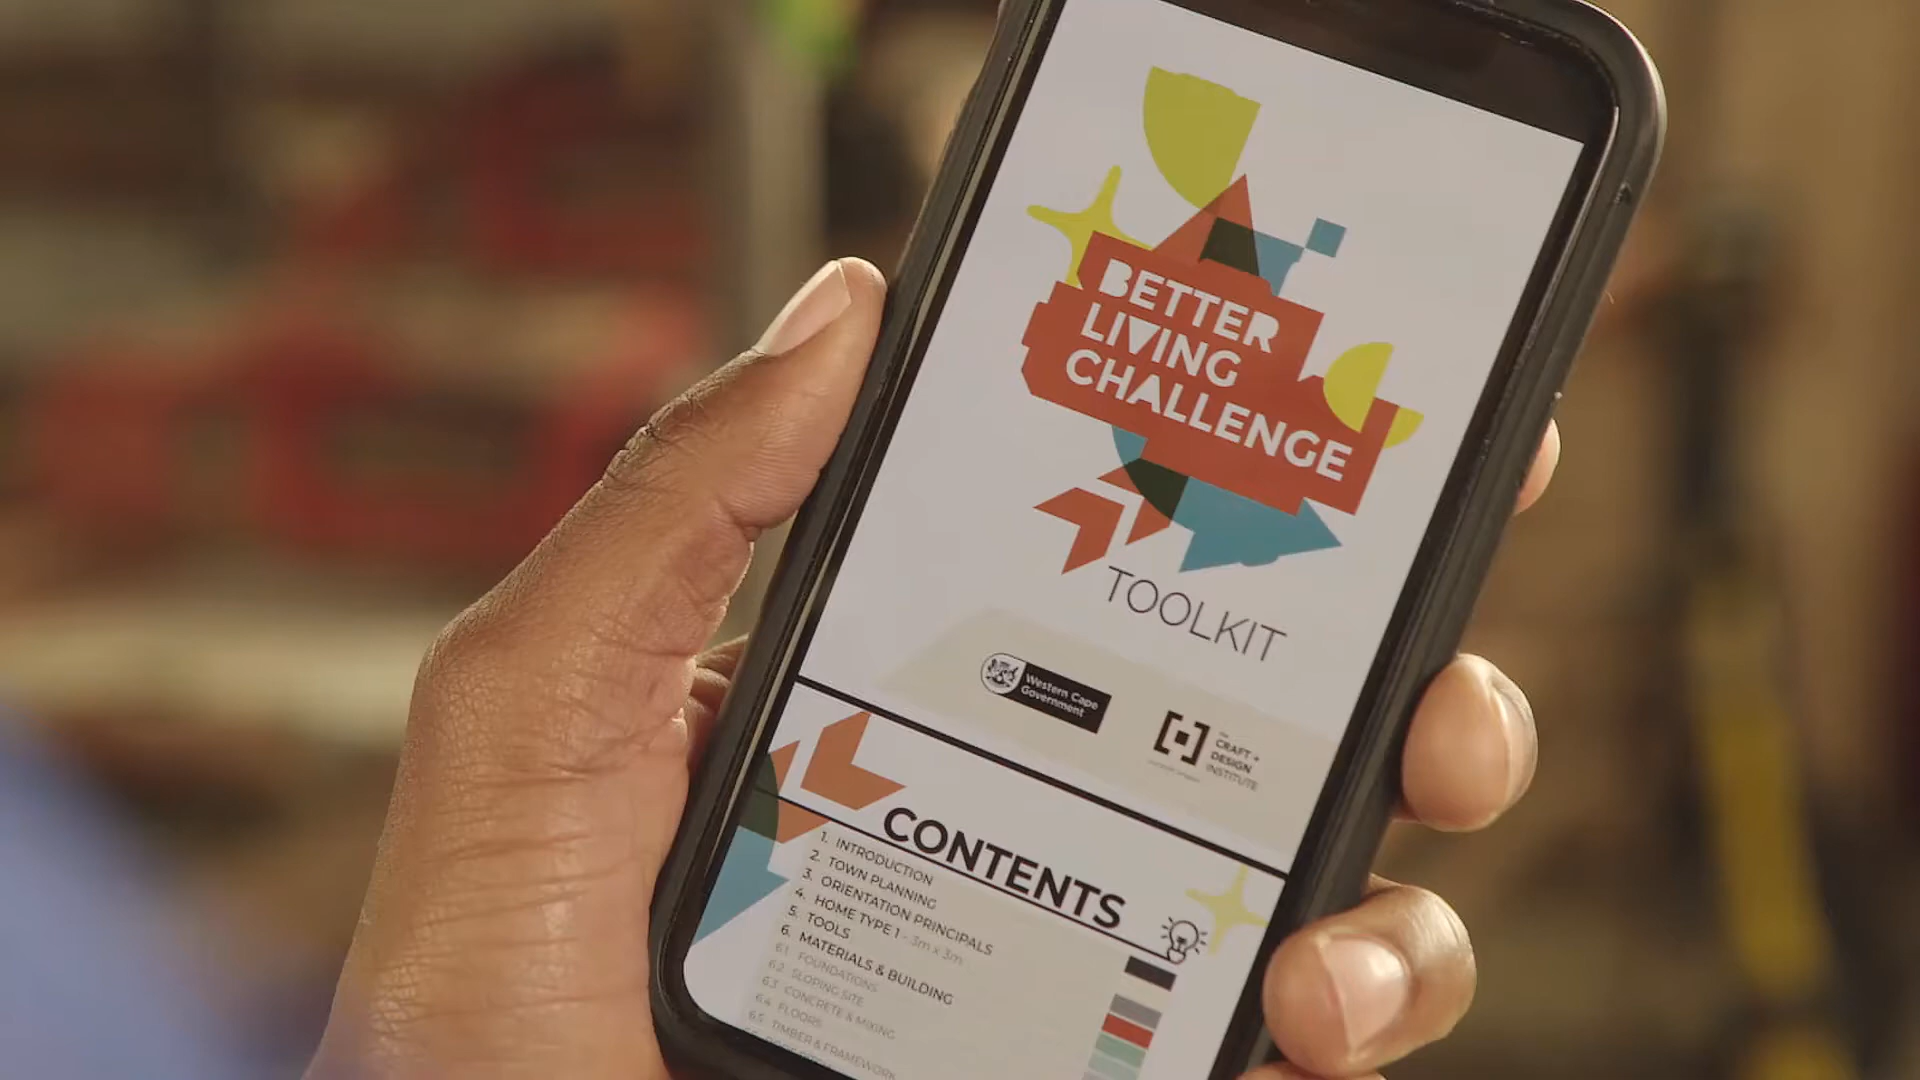 BETTER
LIVING
CHALLENGE
TOOLKIT
Western Cape
Government
THE
CRAFT +
DESIGN
INSTITUTE
CONTENTS
1. INTRODUCTION
2. TOWN PLANNING
3. ORIENTATION PRINCIPALS
4. HOME TYPE 1 - 3m x 3m
5. TOOLS
6. MATERIALS & BUILDING
6.1 FOUNDATIONS
6.2 SLOPING SITE
6.3 CONCRETE & MIXING
6.4 FLOORS
6.5 TIMBER & FRAMEWORK